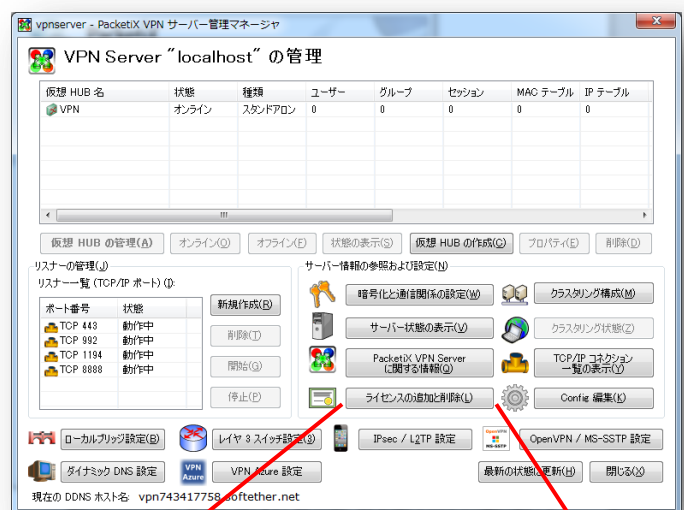 vpnserver - PacketiX VPN サーバー管理マネージャ
VPN Server "localhost" の管理
仮想 HUB 名 状態 種類 ユーザー グループ セッション MAC テーブル IP テーブル
VPN オンライン スタンドアロン 0 0 0 0 0
仮想 HUB の管理(A) オンライン(O) オフライン(F) 状態の表示(S) 仮想 HUB の作成(C) プロパティ(E) 削除(D)
リスナーの管理(J)
リスナー一覧 (TCP/IP ポート) (I):
ポート番号 状態
TCP 443 動作中
TCP 992 動作中
TCP 1194 動作中
TCP 8888 動作中
新規作成(R)
削除(T)
開始(G)
停止(P)
サーバー情報の参照および設定(N)
暗号化と通信関係の設定(W) クラスタリング構成(M)
サーバー状態の表示(V) クラスタリング状態(Z)
PacketiX VPN Server に関する情報(Q) TCP/IP コネクション 一覧の表示(Y)
ライセンスの追加と削除(L) Config 編集(K)
ローカルブリッジ設定(B) レイヤ 3 スイッチ設定(3) IPsec / L2TP 設定 OpenVPN MS-SSTP OpenVPN / MS-SSTP 設定
ダイナミック DNS 設定 VPN Azure VPN Azure 設定 最新の状態に更新(H) 閉じる(X)
現在の DDNS ホスト名: vpn743417758.softether.net